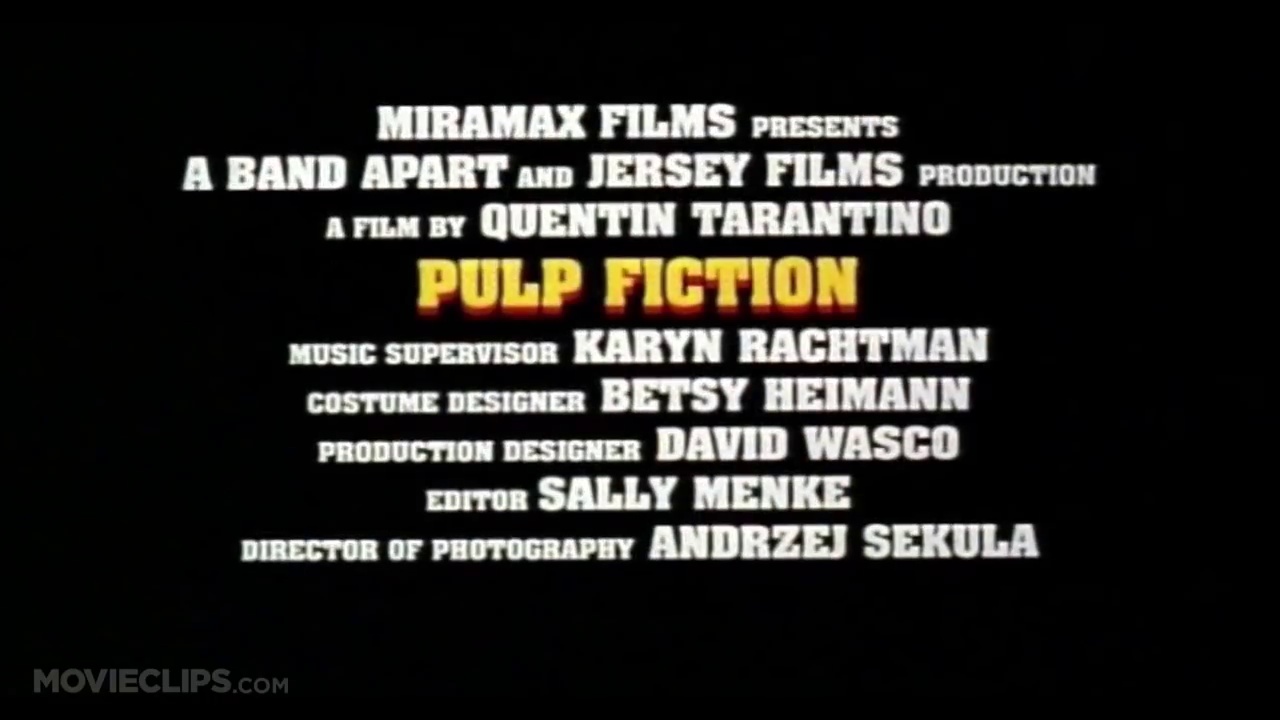 MIRAMAX FILMS PRESENTS
A BAND APART AND JERSEY FILMS PRODUCTION
A FILM BY QUENTIN TARANTINO
PULP FICTION
MUSIC SUPERVISOR KARYN RACHTMAN
COSTUME DESIGNER BETSY HEIMANN
PRODUCTION DESIGNER DAVID WASCO
EDITOR SALLY MENKE
DIRECTOR OF PHOTOGRAPHY ANDRZEJ SEKULA
MOVIECLIPS.COM